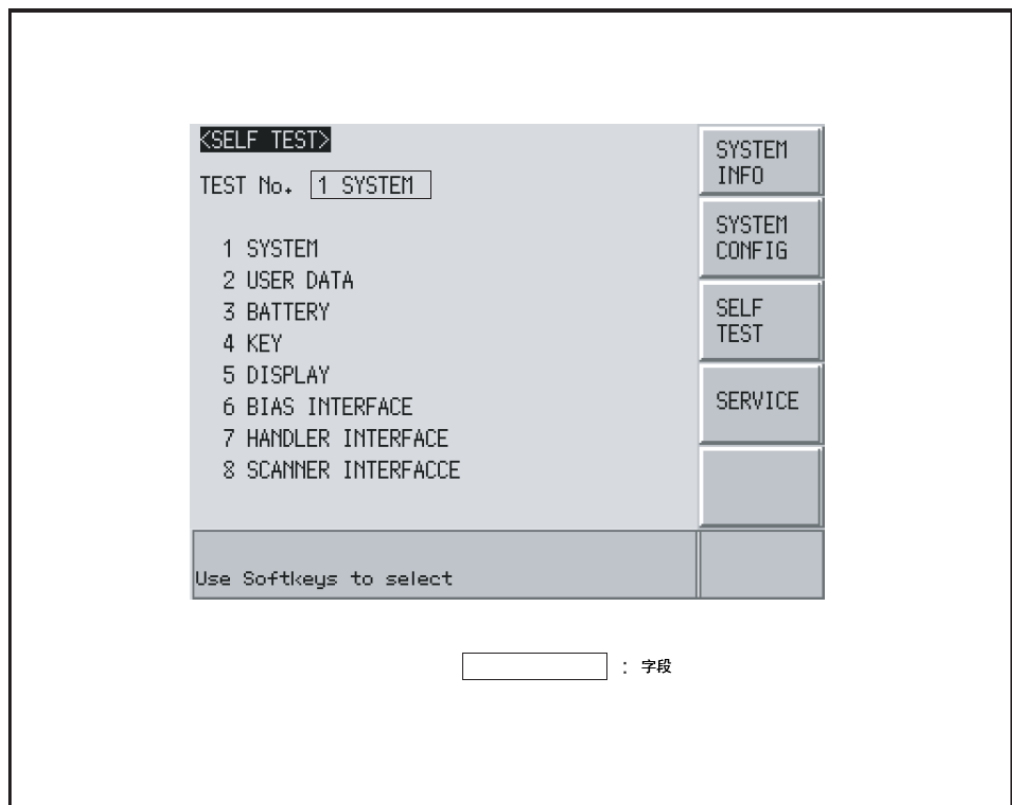 <SELF TEST>
TEST No. 1 SYSTEM
1 SYSTEM
2 USER DATA
3 BATTERY
4 KEY
5 DISPLAY
6 BIAS INTERFACE
7 HANDLER INTERFACE
8 SCANNER INTERFACCE
Use Softkeys to select
SYSTEM
INFO
SYSTEM
CONFIG
SELF
TEST
SERVICE
: 字段